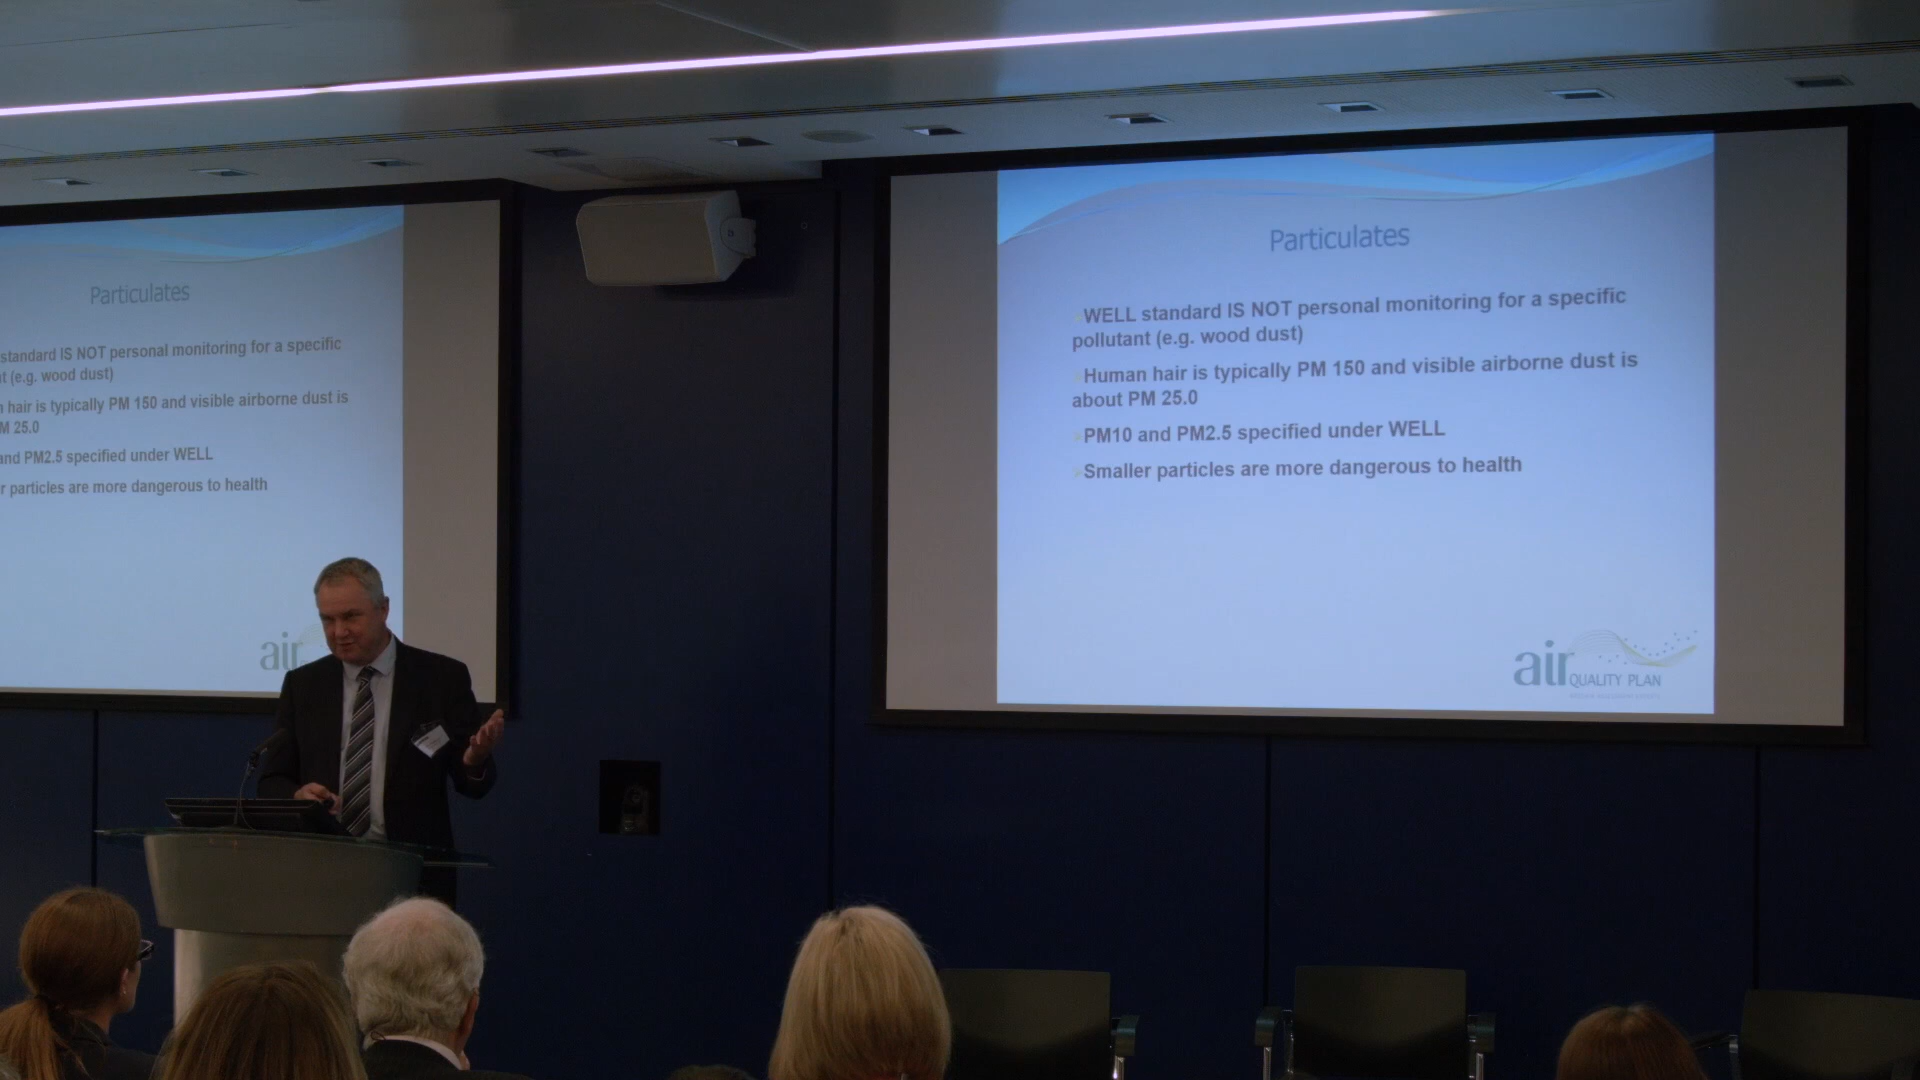 Particulates
standard IS NOT personal monitoring for a specific
(e.g. wood dust)
hair is typically PM 150 and visible airborne dust is
25.0
and PM2.5 specified under WELL
particles are more dangerous to health
air
Particulates
WELL standard IS NOT personal monitoring for a specific
pollutant (e.g. wood dust)
Human hair is typically PM 150 and visible airborne dust is
about PM 25.0
PM10 and PM2.5 specified under WELL
Smaller particles are more dangerous to health
air QUALITY PLAN